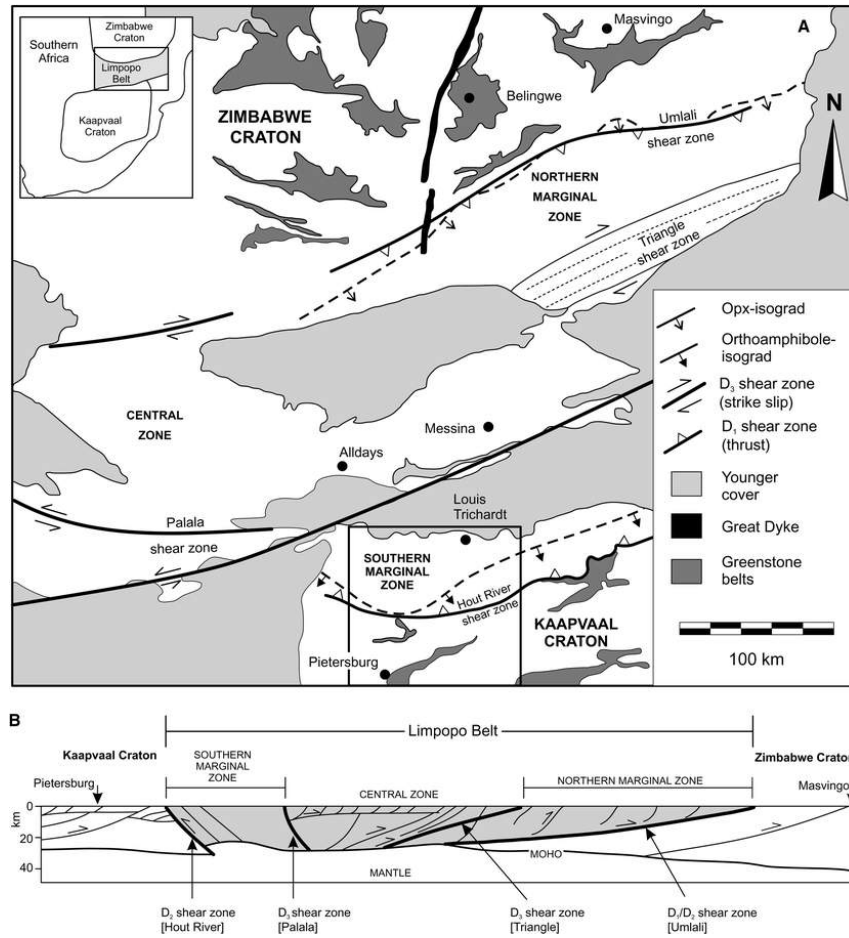 A
Zimbabwe
Craton
Southern
Africa
Limpopo
Belt
Kaapvaal
Craton
Masvingo
Belingwe
ZIMBABWE
CRATON
Umlali
shear zone
N
NORTHERN
MARGINAL
ZONE
Triangle
shear zone
CENTRAL
ZONE
Messina
Alldays
Louis
Trichardt
Palala
shear zone
SOUTHERN
MARGINAL
ZONE
Hout River
shear zone
KAAPVAAL
CRATON
Pietersburg
Opx-isograd
Orthoamphibole-
isograd
D3 shear zone
(strike slip)
D1 shear zone
(thrust)
Younger
cover
Great Dyke
Greenstone
belts
100 km
B
Limpopo Belt
Kaapvaal Craton
SOUTHERN
MARGINAL
ZONE
Zimbabwe Craton
Pietersburg
CENTRAL ZONE
NORTHERN MARGINAL ZONE
Masvingo
0
km
20
40
MOHO
MANTLE
D2 shear zone
[Hout River]
D3 shear zone
[Palala]
D3 shear zone
[Triangle]
D1/D2 shear zone
[Umlali]